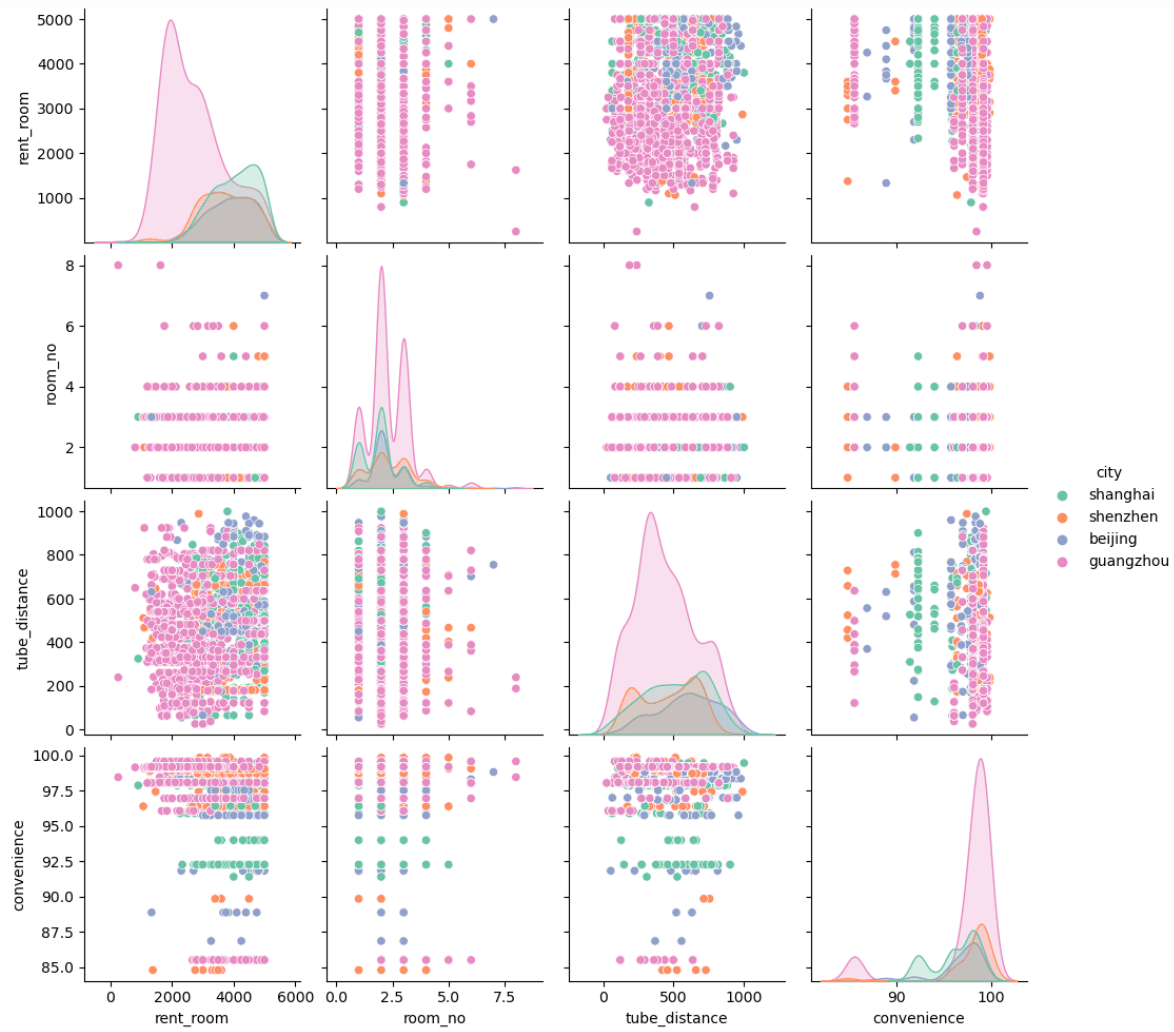 5000
4000
3000
2000
1000
rent_room
8
6
4
2
room_no
city
shanghai
shenzhen
beijing
guangzhou
1000
800
600
400
200
0
tube_distance
100.0
97.5
95.0
92.5
90.0
87.5
85.0
convenience
0 2000 4000 6000
0.0 2.5 5.0 7.5
0 500 1000
90 100
rent_room
room_no
tube_distance
convenience